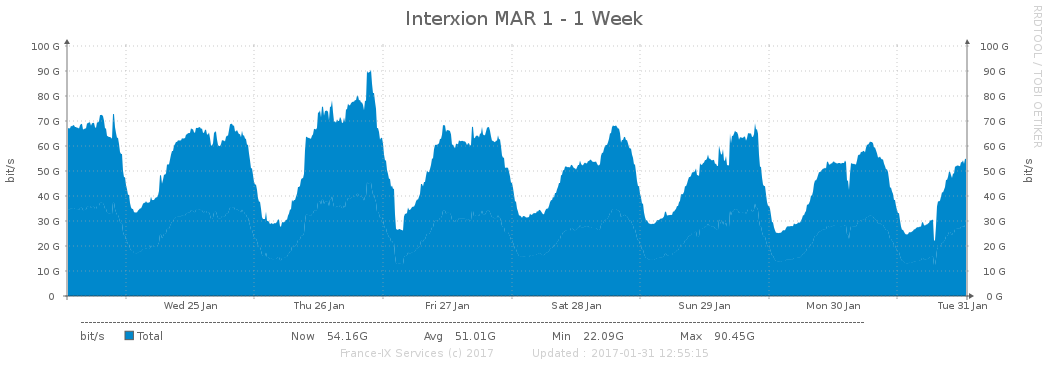 Interxion MAR 1 - 1 Week
RRDTOOL / TOBI OETIKER
100 G 100 G
90 G 90 G
80 G 80 G
70 G 70 G
60 G 60 G
50 G 50 G
40 G 40 G
30 G 30 G
20 G 20 G
10 G 10 G
0 0 G
bit/s
bit/s
Wed 25 Jan Thu 26 Jan Fri 27 Jan Sat 28 Jan Sun 29 Jan Mon 30 Jan Tue 31 Jan
bit/s Total Now 54.16G Avg 51.01G Min 22.09G Max 90.45G
France-IX Services (c) 2017 Updated : 2017-01-31 12:55:15